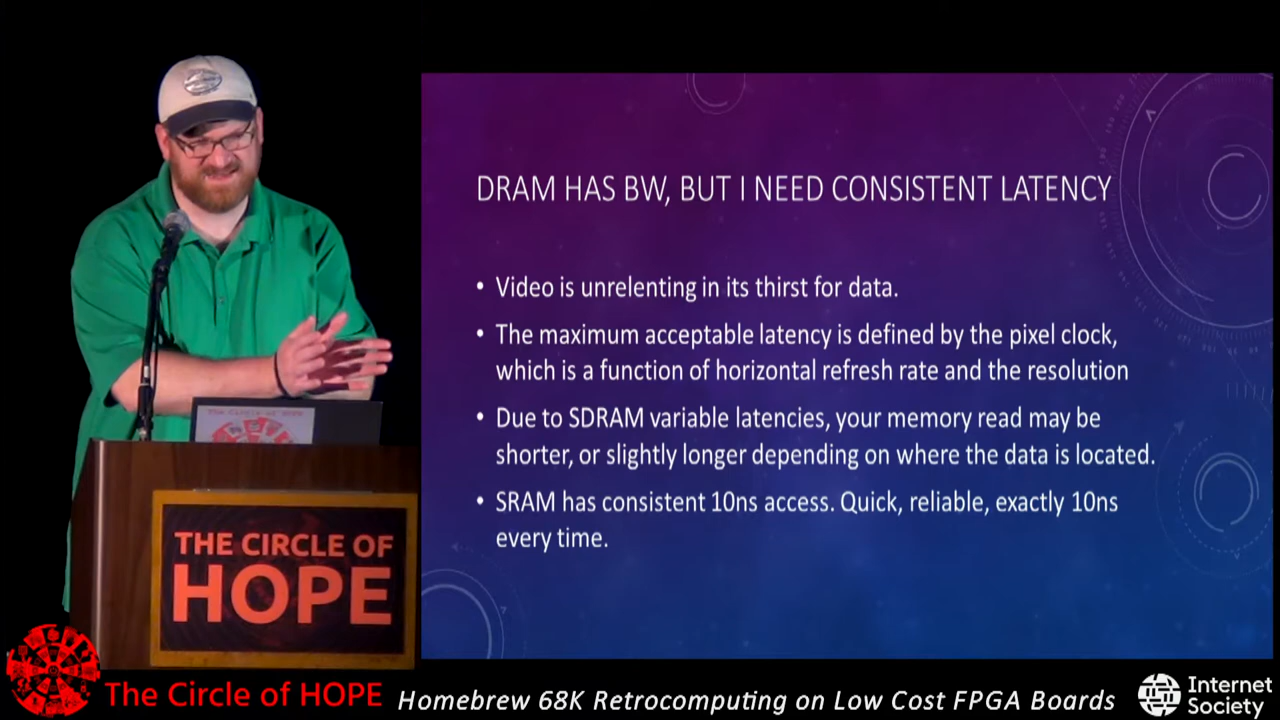 DRAM HAS BW, BUT I NEED CONSISTENT LATENCY
• Video is unrelenting in its thirst for data.
• The maximum acceptable latency is defined by the pixel clock,
which is a function of horizontal refresh rate and the resolution
• Due to SDRAM variable latencies, your memory read may be
shorter, or slightly longer depending on where the data is located.
• SRAM has consistent 10ns access. Quick, reliable, exactly 10ns
every time.
THE CIRCLE OF HOPE
THE CIRCLE OF
HOPE
The Circle of HOPE
Homebrew 68K Retrocomputing on Low Cost FPGA Boards
Internet
Society